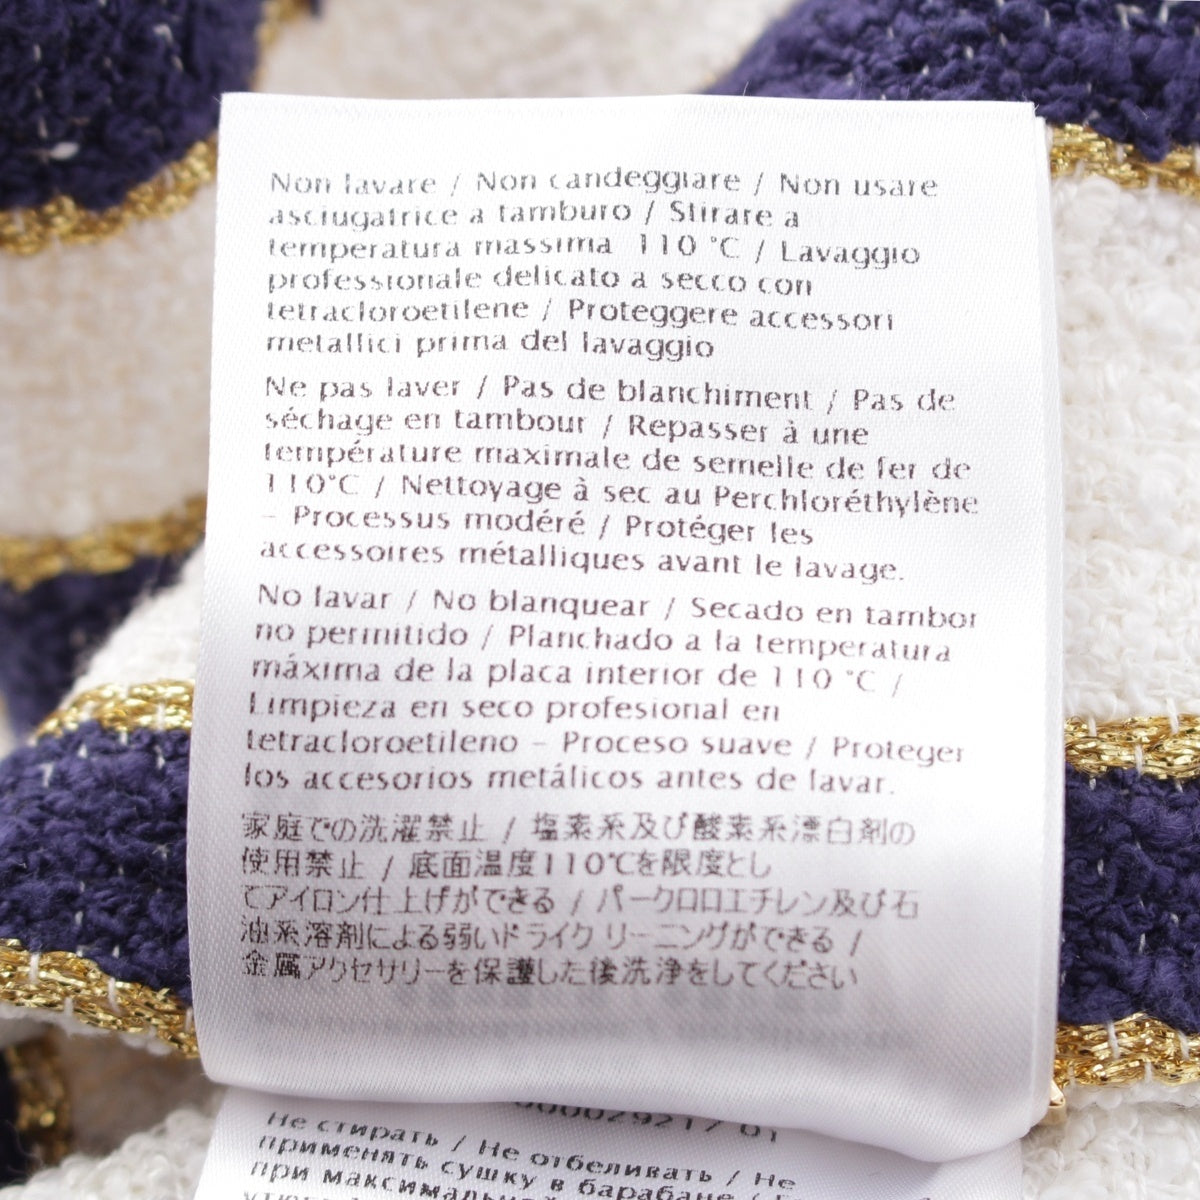 Non lavare / Non candeggiare / Non usare
asciugatrice a tamburo / Stirare a
temperatura massima 110 °C / Lavaggio
professionale delicato a secco con
tetracloroetilene / Proteggere accessori
metallici prima del lavaggio
Ne pas laver / Pas de blanchiment / Pas de
séchage en tambour / Repasser à une
température maximale de semelle de fer de
110°C / Nettoyage à sec au Perchloréthylène
– Processus modéré / Protéger les
accessoires métalliques avant le lavage.
No lavar / No blanquear / Secado en tambor
no permitido / Planchado a la temperatura
máxima de la placa interior de 110 °C /
Limpieza en seco profesional en
tetracloroetileno – Proceso suave / Proteger
los accesorios metálicos antes de lavar.
家庭での洗濯禁止 / 塩素系及び酸素系漂白剤の
使用禁止 / 底面温度110℃を限度とし
てアイロン仕上げができる / パークロロエチレン及び石
油系溶剤による弱いドライクリーニングができる /
金属アクセサリーを保護した後洗浄をしてください
Не стирать / Не отбеливать / Не
применять сушку в барабане /
при максимальной